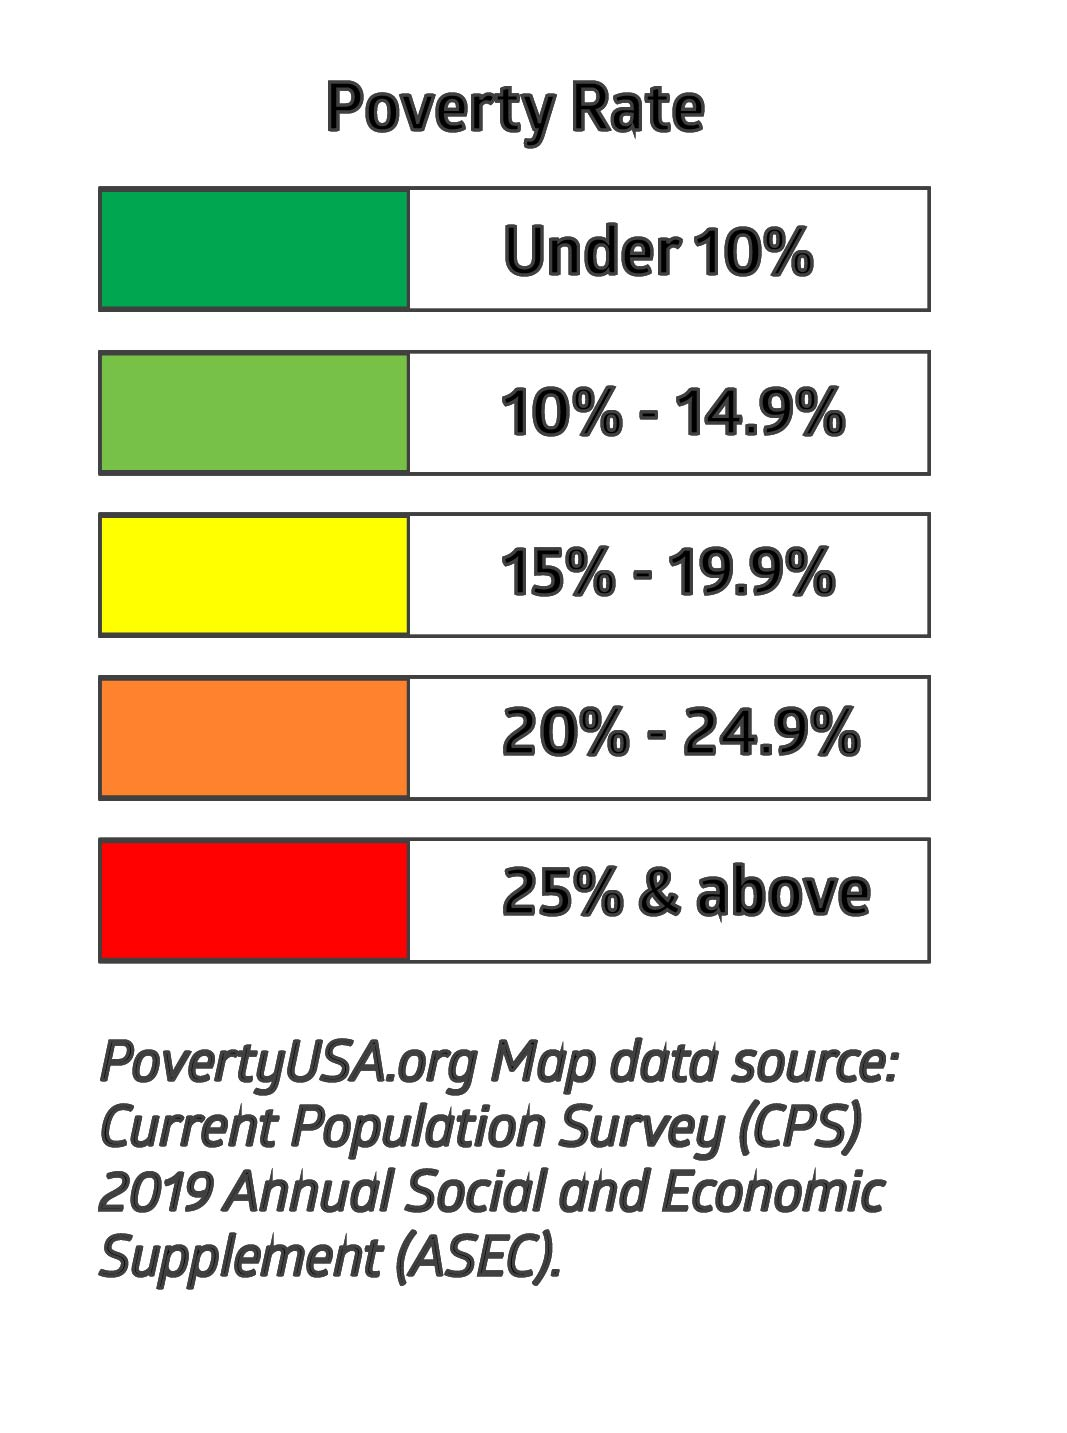 Poverty Rate
Under 10%
10% - 14.9%
15% - 19.9%
20% - 24.9%
25% & above
PovertyUSA.org Map data source:
Current Population Survey (CPS)
2019 Annual Social and Economic
Supplement (ASEC).